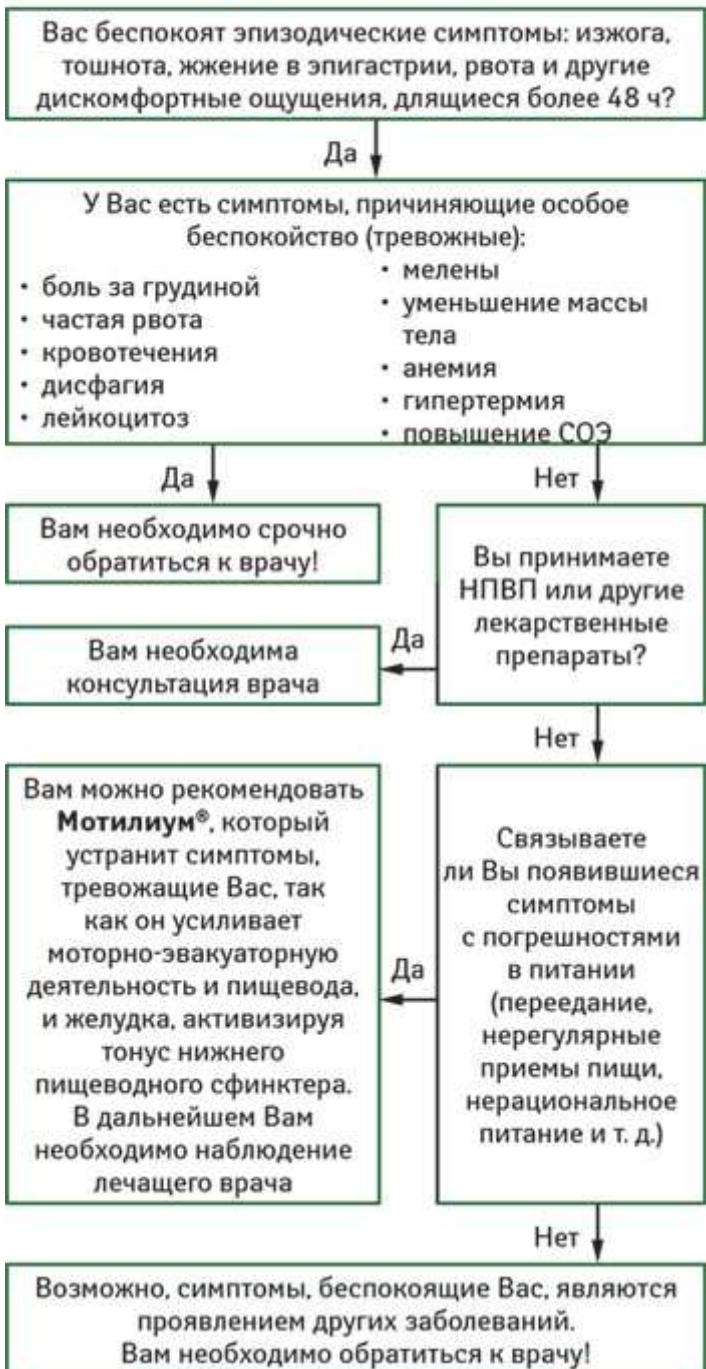 Вас беспокоят эпизодические симптомы: изжога,
тошнота, жжение в эпигастрии, рвота и другие
дискомфортные ощущения, длящиеся более 48 ч?
Да
У Вас есть симптомы, причиняющие особое
беспокойство (тревожные):
• боль за грудиной
• частая рвота
• кровотечения
• дисфагия
• лейкоцитоз
• мелены
• уменьшение массы
тела
• анемия
• гипертермия
• повышение СОЭ
Да
Нет
Вам необходимо срочно
обратиться к врачу!
Вы принимаете
НПВП или другие
лекарственные
препараты?
Да
Вам необходима
консультация врача
Нет
Вам можно рекомендовать
Мотилиум®, который
устранит симптомы,
тревожащие Вас, так
как он усиливает
моторно-эвакуаторную
деятельность и пищевода,
и желудка, активизируя
тонус нижнего
пищеводного сфинктера.
В дальнейшем Вам
необходимо наблюдение
лечащего врача
Да
Связываете
ли Вы появившиеся
симптомы
с погрешностями
в питании
(переедание,
нерегулярные
приемы пищи,
нерациональное
питание и т. д.)
Нет
Возможно, симптомы, беспокоящие Вас, являются
проявлением других заболеваний.
Вам необходимо обратиться к врачу!